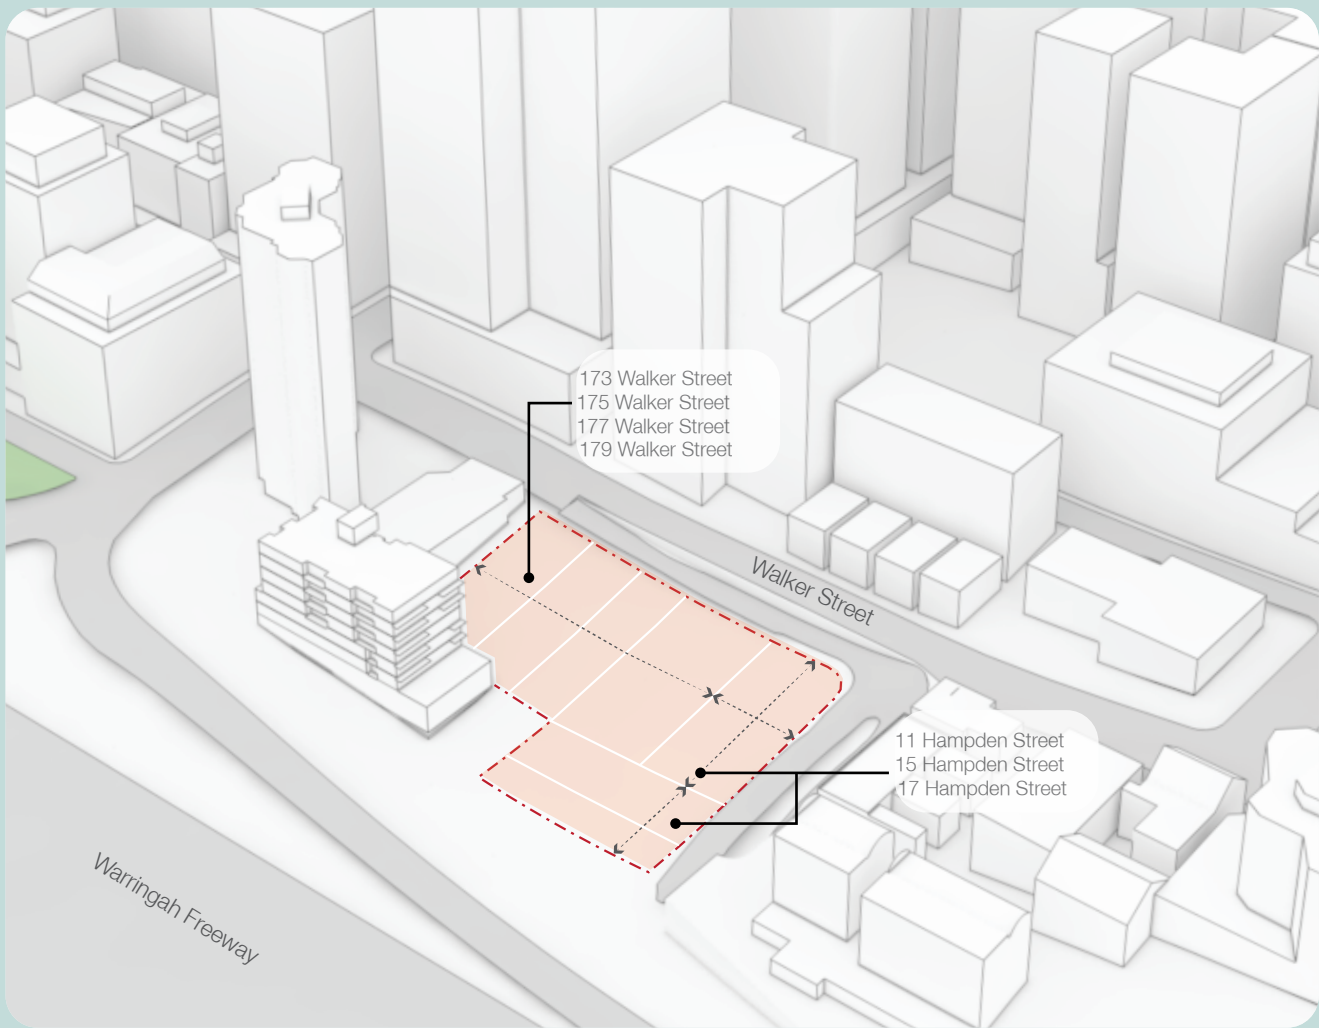 173 Walker Street
175 Walker Street
177 Walker Street
179 Walker Street
Walker Street
11 Hampden Street
15 Hampden Street
17 Hampden Street
Warringah Freeway